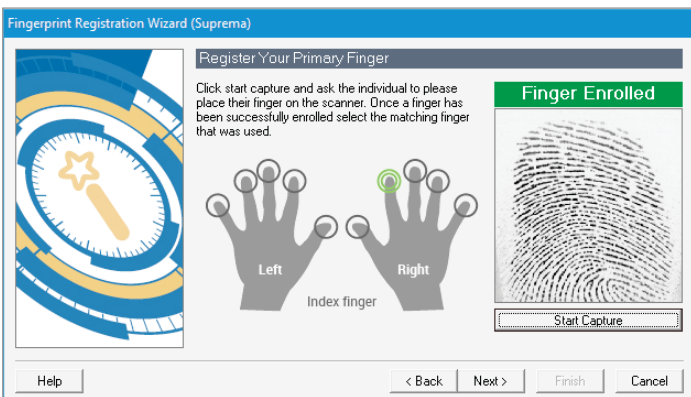 Fingerprint Registration Wizard (Suprema)
Register Your Primary Finger
Click start capture and ask the individual to please
place their finger on the scanner. Once a finger has
been successfully enrolled select the matching finger
that was used.
Finger Enrolled
Left
Right
Index finger
Start Capture
Help
< Back
Next >
Finish
Cancel